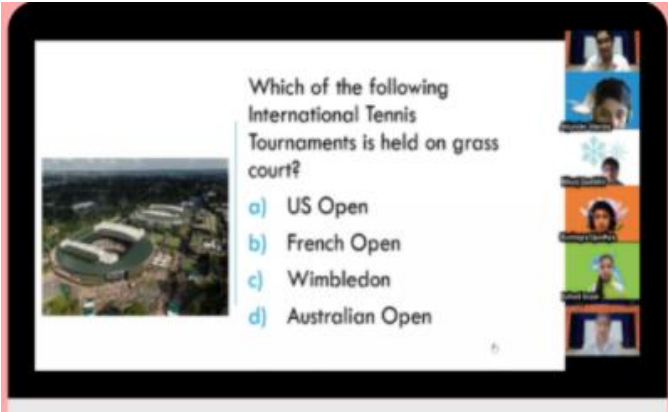 Which of the following
International Tennis
Tournaments is held on grass
court?
a) US Open
b) French Open
c) Wimbledon
d) Australian Open
6